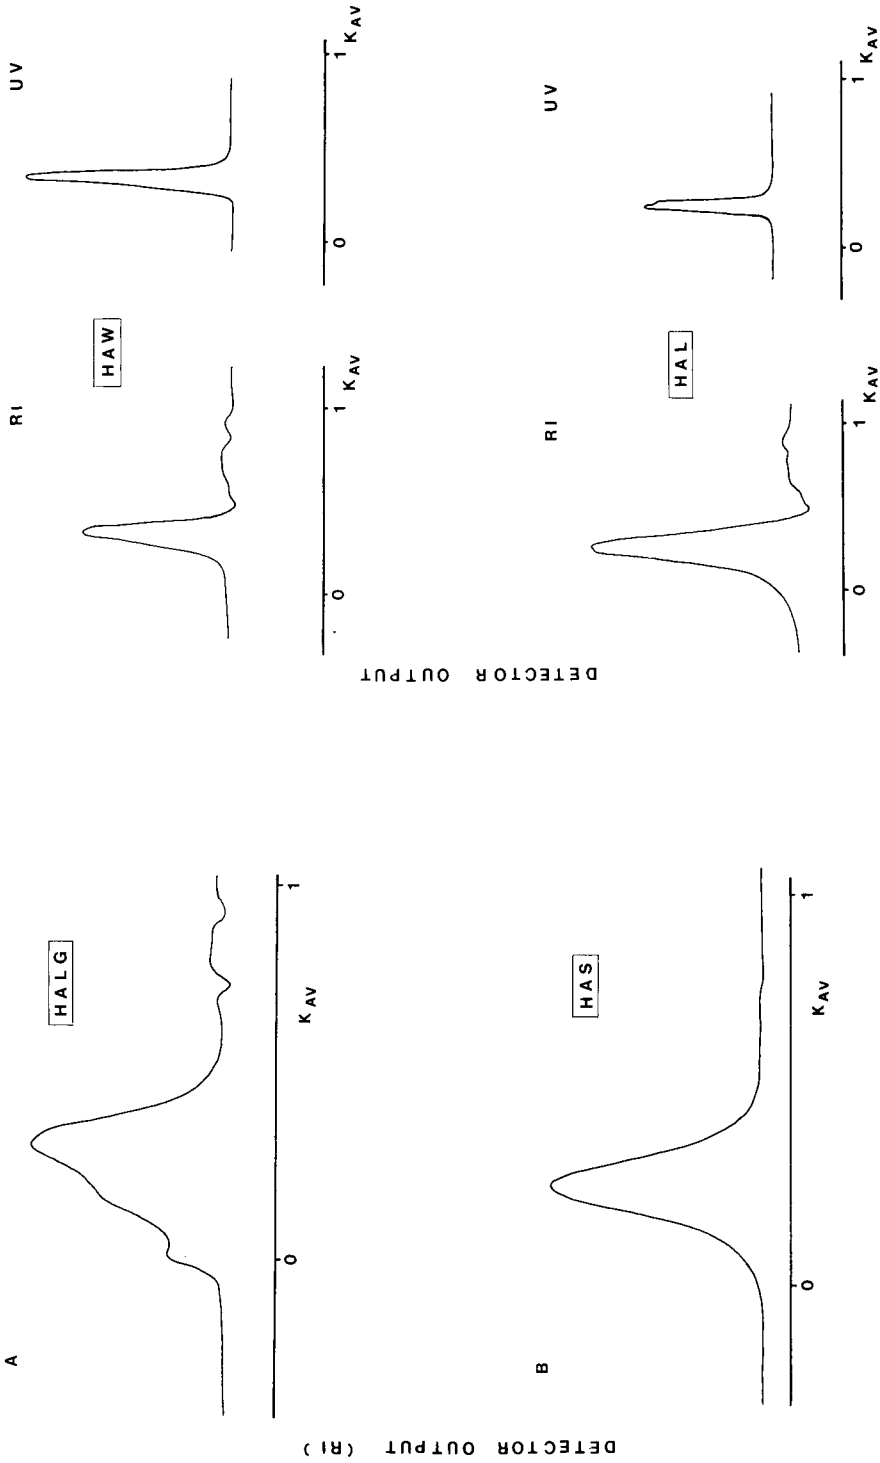 A
HALG
0
1
K AV
B
HAS
0
1
K AV
DETECTOR OUTPUT (RI)
RI
HAW
UV
0
1
K AV
0
1
K AV
RI
HAL
UV
0
1
K AV
0
1
K AV
DETECTOR OUTPUT